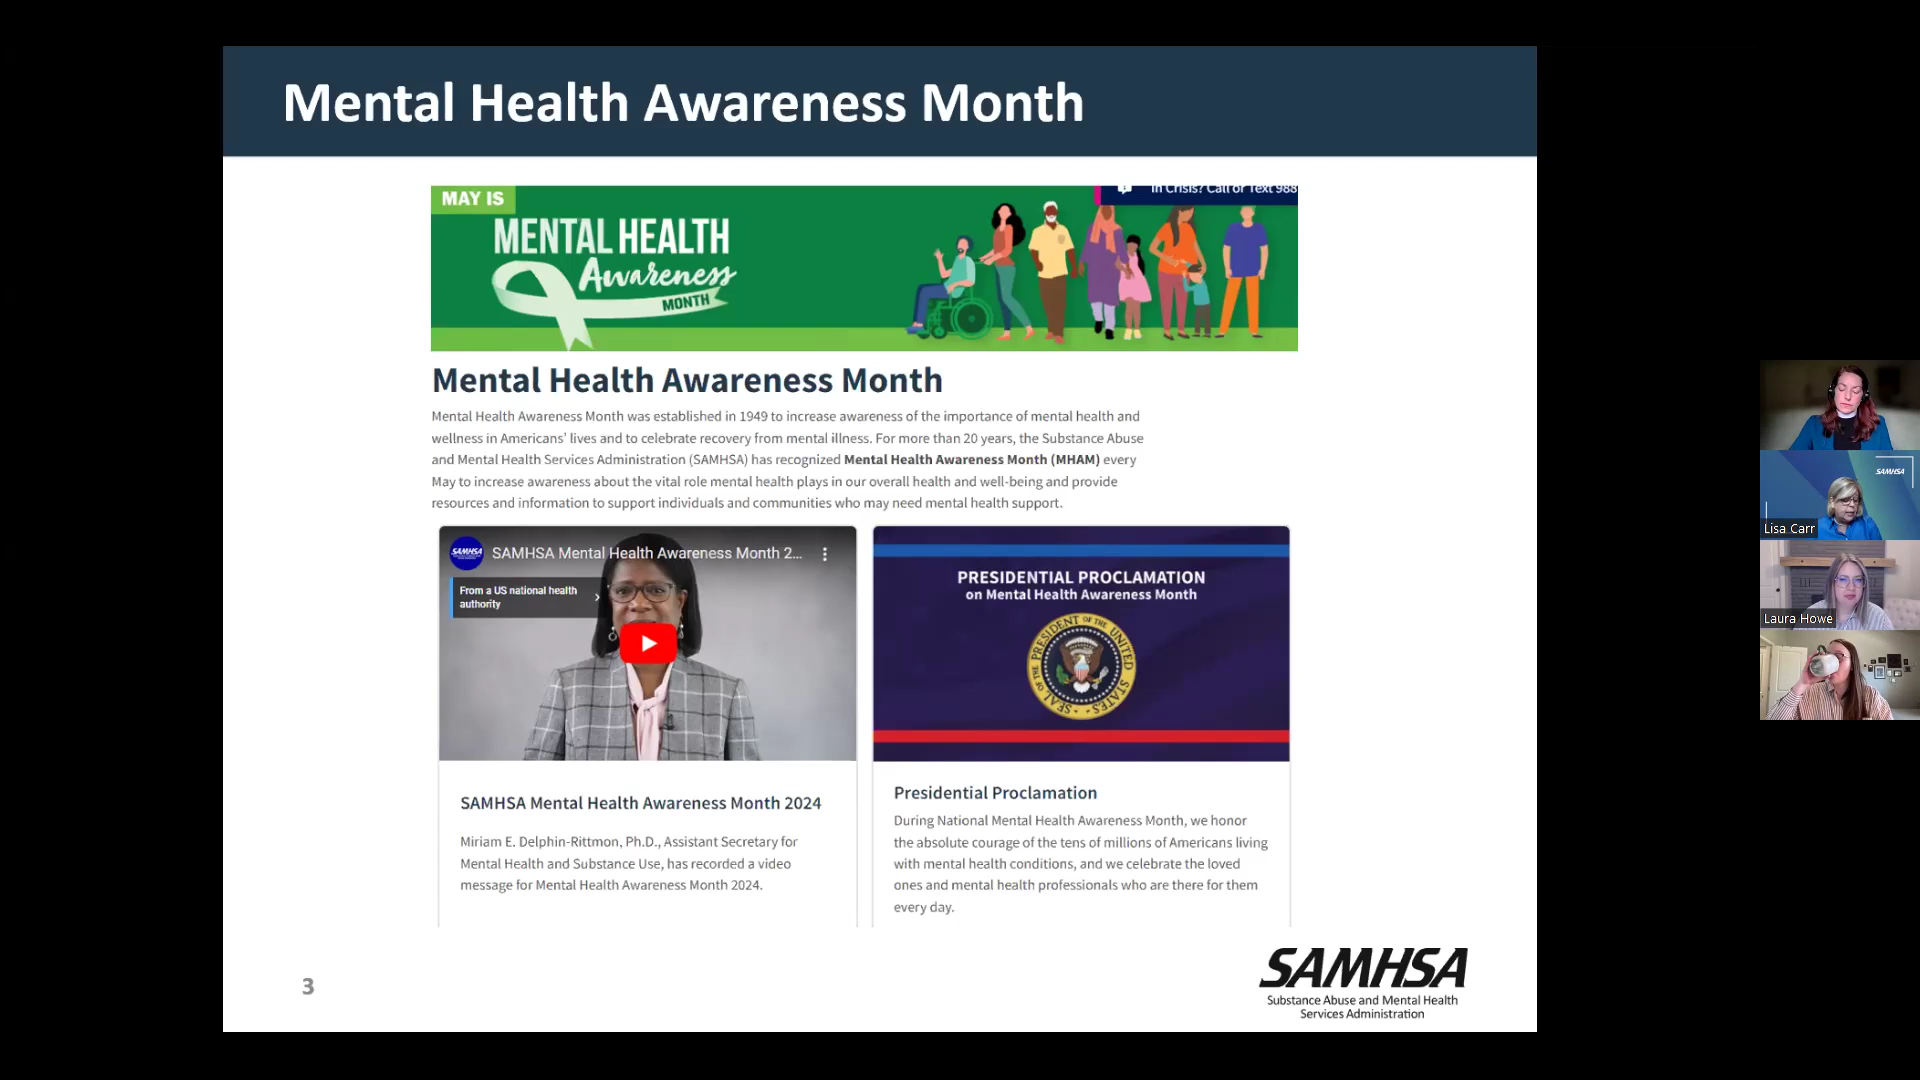 Mental Health Awareness Month
MAY IS
In Crisis? Call or Text 988
MENTAL HEALTH
Awareness
MONTH
Mental Health Awareness Month
Mental Health Awareness Month was established in 1949 to increase awareness of the importance of mental health and
wellness in Americans' lives and to celebrate recovery from mental illness. For more than 20 years, the Substance Abuse
and Mental Health Services Administration (SAMHSA) has recognized Mental Health Awareness Month (MHAM) every
May to increase awareness about the vital role mental health plays in our overall health and well-being and provide
resources and information to support individuals and communities who may need mental health support.
SAMHSA
SAMHSA Mental Health Awareness Month 2...
From a US national health
authority
SAMHSA Mental Health Awareness Month 2024
Miriam E. Delphin-Rittmon, Ph.D., Assistant Secretary for
Mental Health and Substance Use, has recorded a video
message for Mental Health Awareness Month 2024.
PRESIDENTIAL PROCLAMATION
on Mental Health Awareness Month
SEAL OF THE PRESIDENT OF THE UNITED STATES
Presidential Proclamation
During National Mental Health Awareness Month, we honor
the absolute courage of the tens of millions of Americans living
with mental health conditions, and we celebrate the loved
ones and mental health professionals who are there for them
every day.
3
SAMHSA
Substance Abuse and Mental Health
Services Administration
SAMHSA
Lisa Carr
Laura Howe